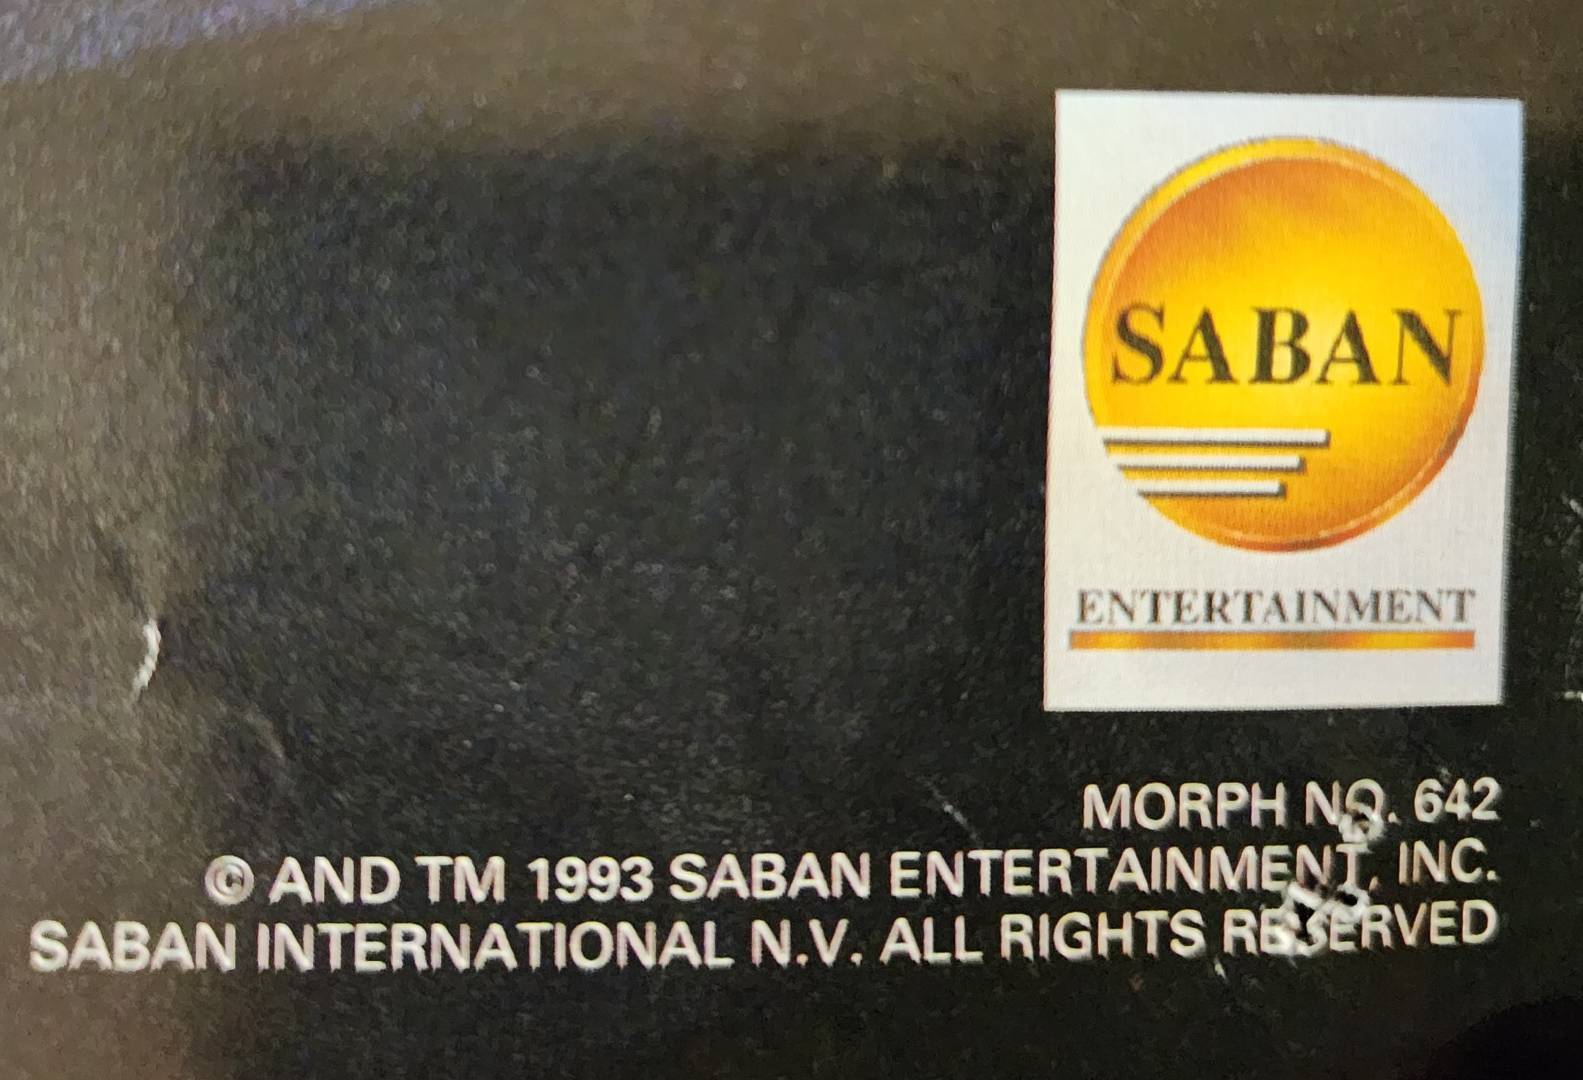 SABAN
ENTERTAINMENT
MORPH NO. 642
© AND TM 1993 SABAN ENTERTAINMENT, INC.
SABAN INTERNATIONAL N.V. ALL RIGHTS RESERVED